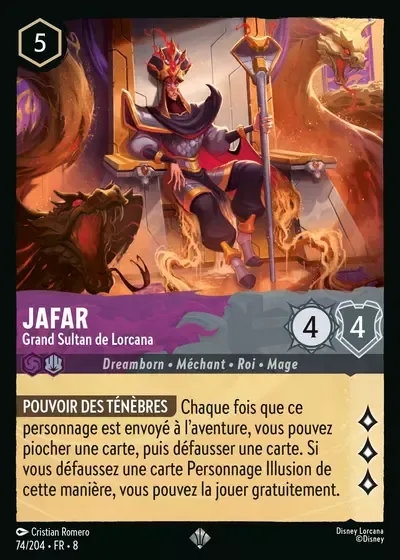 5
JAFAR
Grand Sultan de Lorcana
4
4
Dreamborn • Méchant • Roi • Mage
POUVOIR DES TÉNÈBRES Chaque fois que ce
personnage est envoyé à l'aventure, vous pouvez
piocher une carte, puis défausser une carte. Si
vous défaussez une carte Personnage Illusion de
cette manière, vous pouvez la jouer gratuitement.
Cristian Romero
74/204 • FR • 8
Disney Lorcana
©Disney